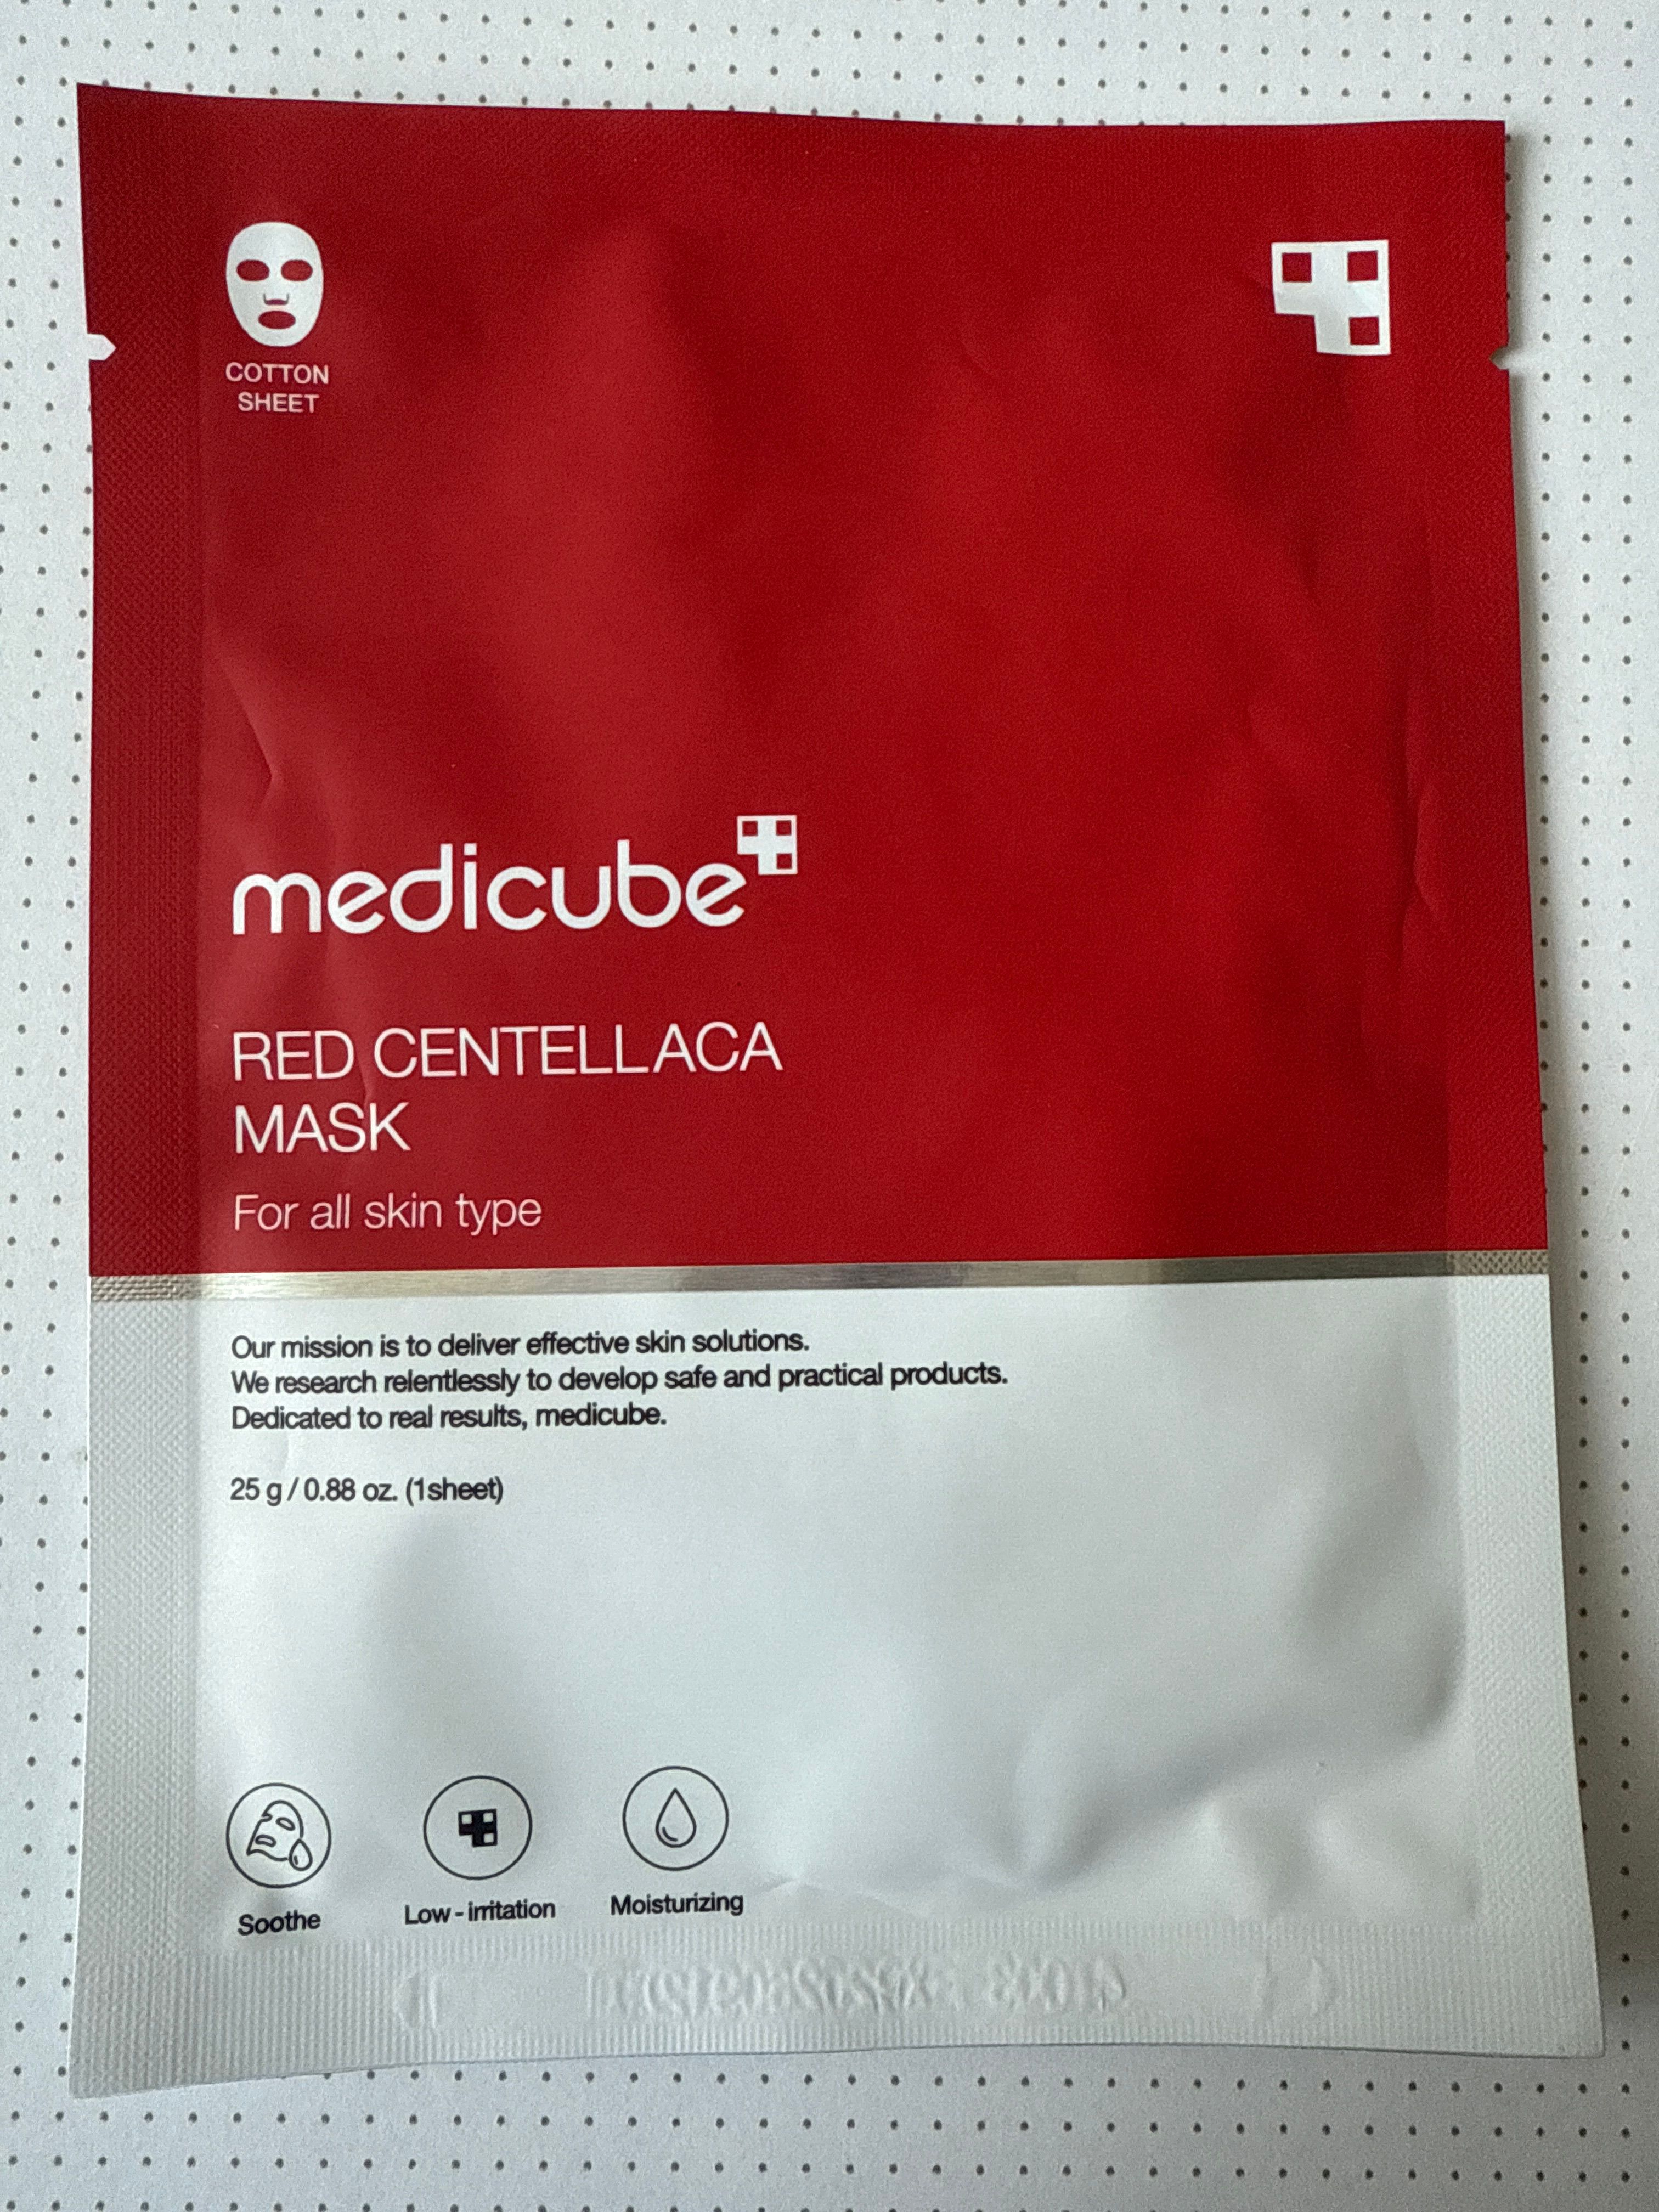 COTTON
SHEET
medicube
RED CENTELLACA
MASK
For all skin type
Our mission is to deliver effective skin solutions.
We research relentlessly to develop safe and practical products.
Dedicated to real results, medicube.
25 g / 0.88 oz. (1sheet)
Soothe
Low - irritation
Moisturizing